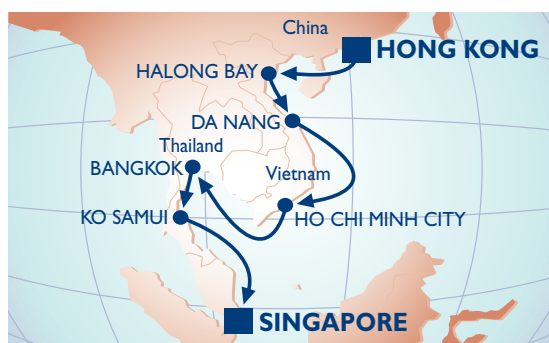 China
HONG KONG
HALONG BAY
DA NANG
Thailand
BANGKOK
Vietnam
KO SAMUI
HO CHI MINH CITY
SINGAPORE